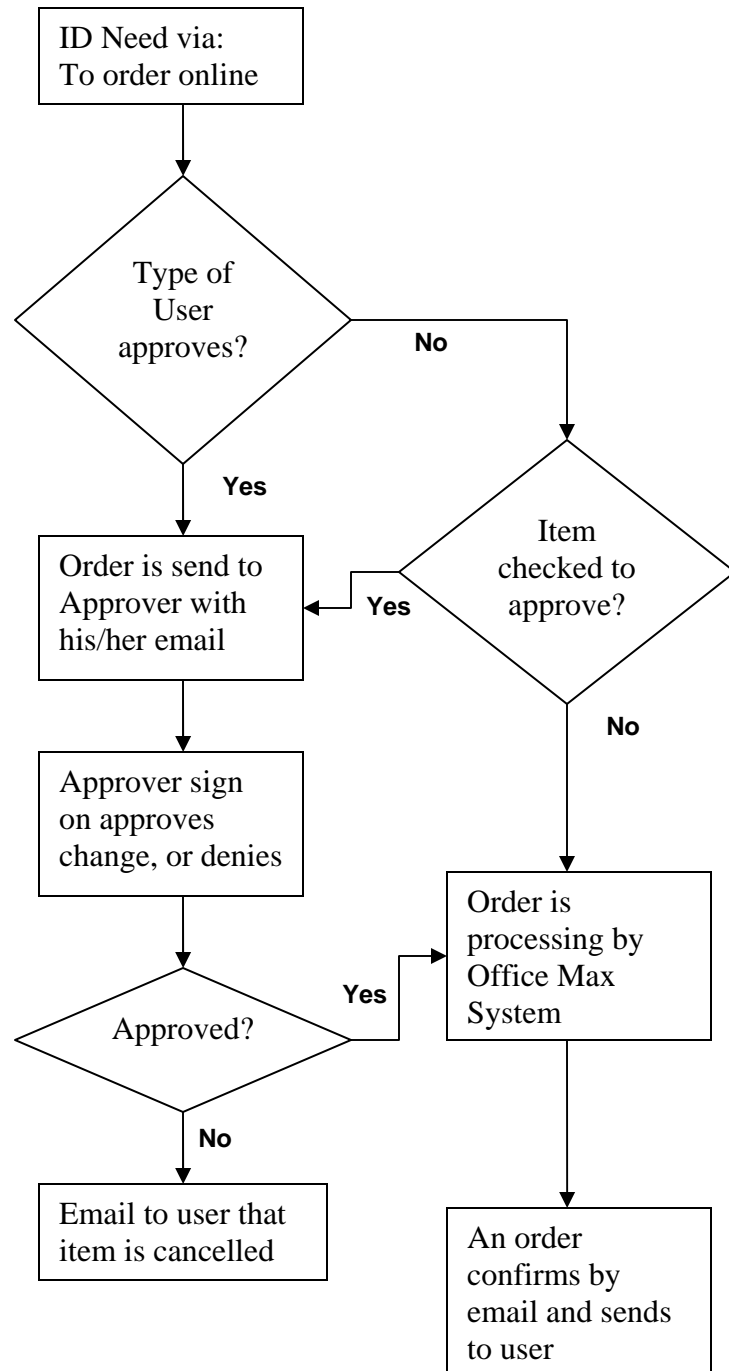 ID Need via:
To order online
Type of
User
approves?
No
Yes
Item
checked to
approve?
Order is send to
Approver with
his/her email
Yes
No
Approver sign
on approves
change, or denies
Order is
processing by
Office Max
System
Approved?
Yes
No
Email to user that
item is cancelled
An order
confirms by
email and sends
to user